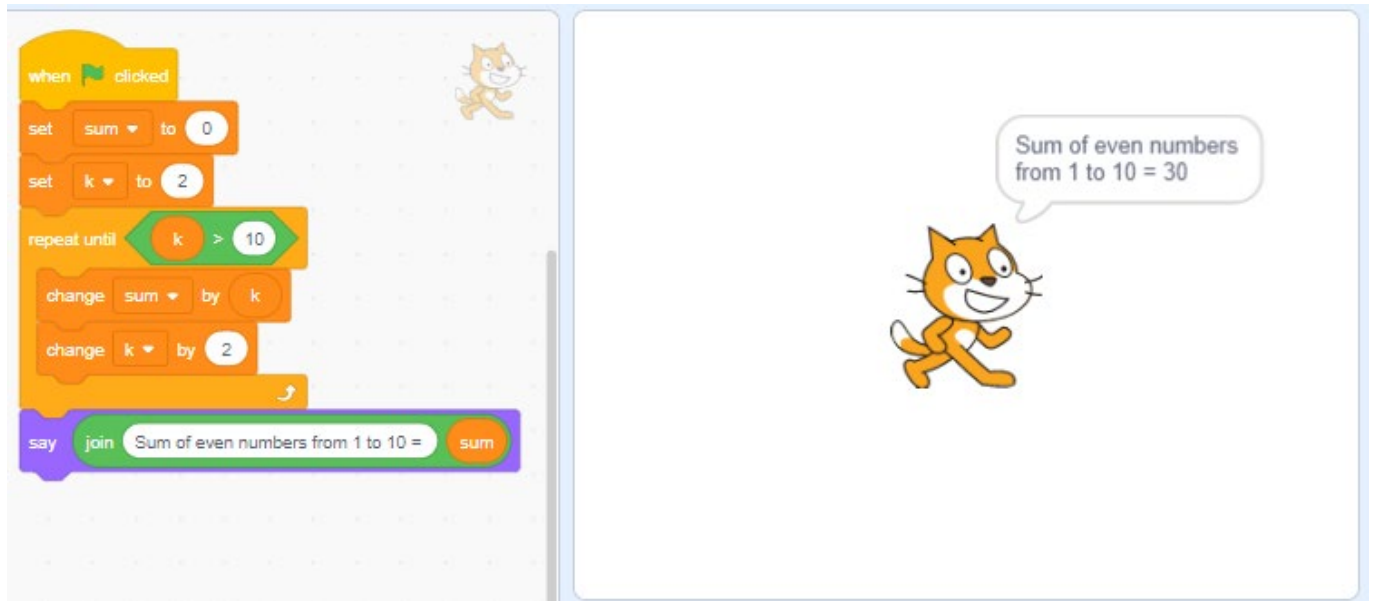 when clicked
set sum to 0
set k to 2
repeat until k > 10
change sum by k
change k by 2
say join Sum of even numbers from 1 to 10 = sum
Sum of even numbers
from 1 to 10 = 30